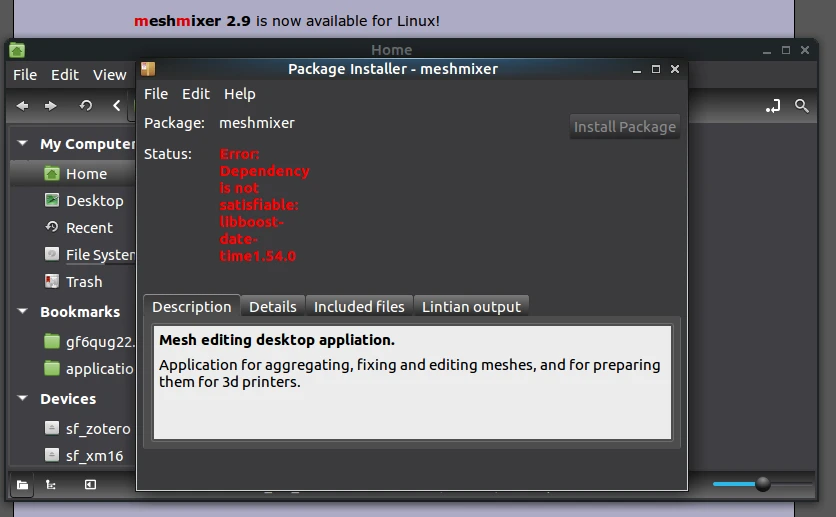 meshmixer 2.9 is now available for Linux!
Home
File Edit View
Package Installer - meshmixer
File Edit Help
Package: meshmixer
Install Package
Status: Error:
Dependency
is not
satisfiable:
libboost-
date-
time1.54.0
My Computer
Home
Desktop
Recent
File System
Trash
Bookmarks
gf6qug22.
applicatio
Devices
sf_zotero
sf_xm16
Description Details Included files Lintian output
Mesh editing desktop appliation.
Application for aggregating, fixing and editing meshes, and for preparing
them for 3d printers.